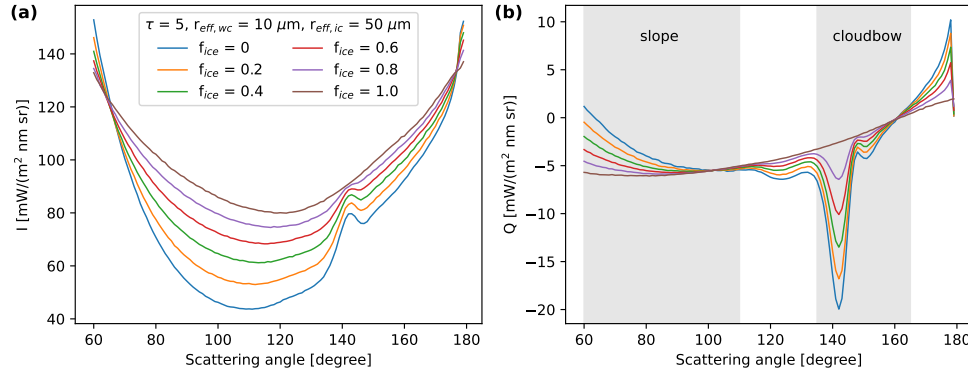 (a)
τ = 5, r_eff,wc = 10 μm, r_eff,ic = 50 μm
f_ice = 0
f_ice = 0.2
f_ice = 0.4
f_ice = 0.6
f_ice = 0.8
f_ice = 1.0
I [mW/(m² nm sr)]
140
120
100
80
60
40
60 80 100 120 140 160 180
Scattering angle [degree]
(b)
slope
cloudbow
Q [mW/(m² nm sr)]
10
5
0
−5
−10
−15
−20
60 80 100 120 140 160 180
Scattering angle [degree]